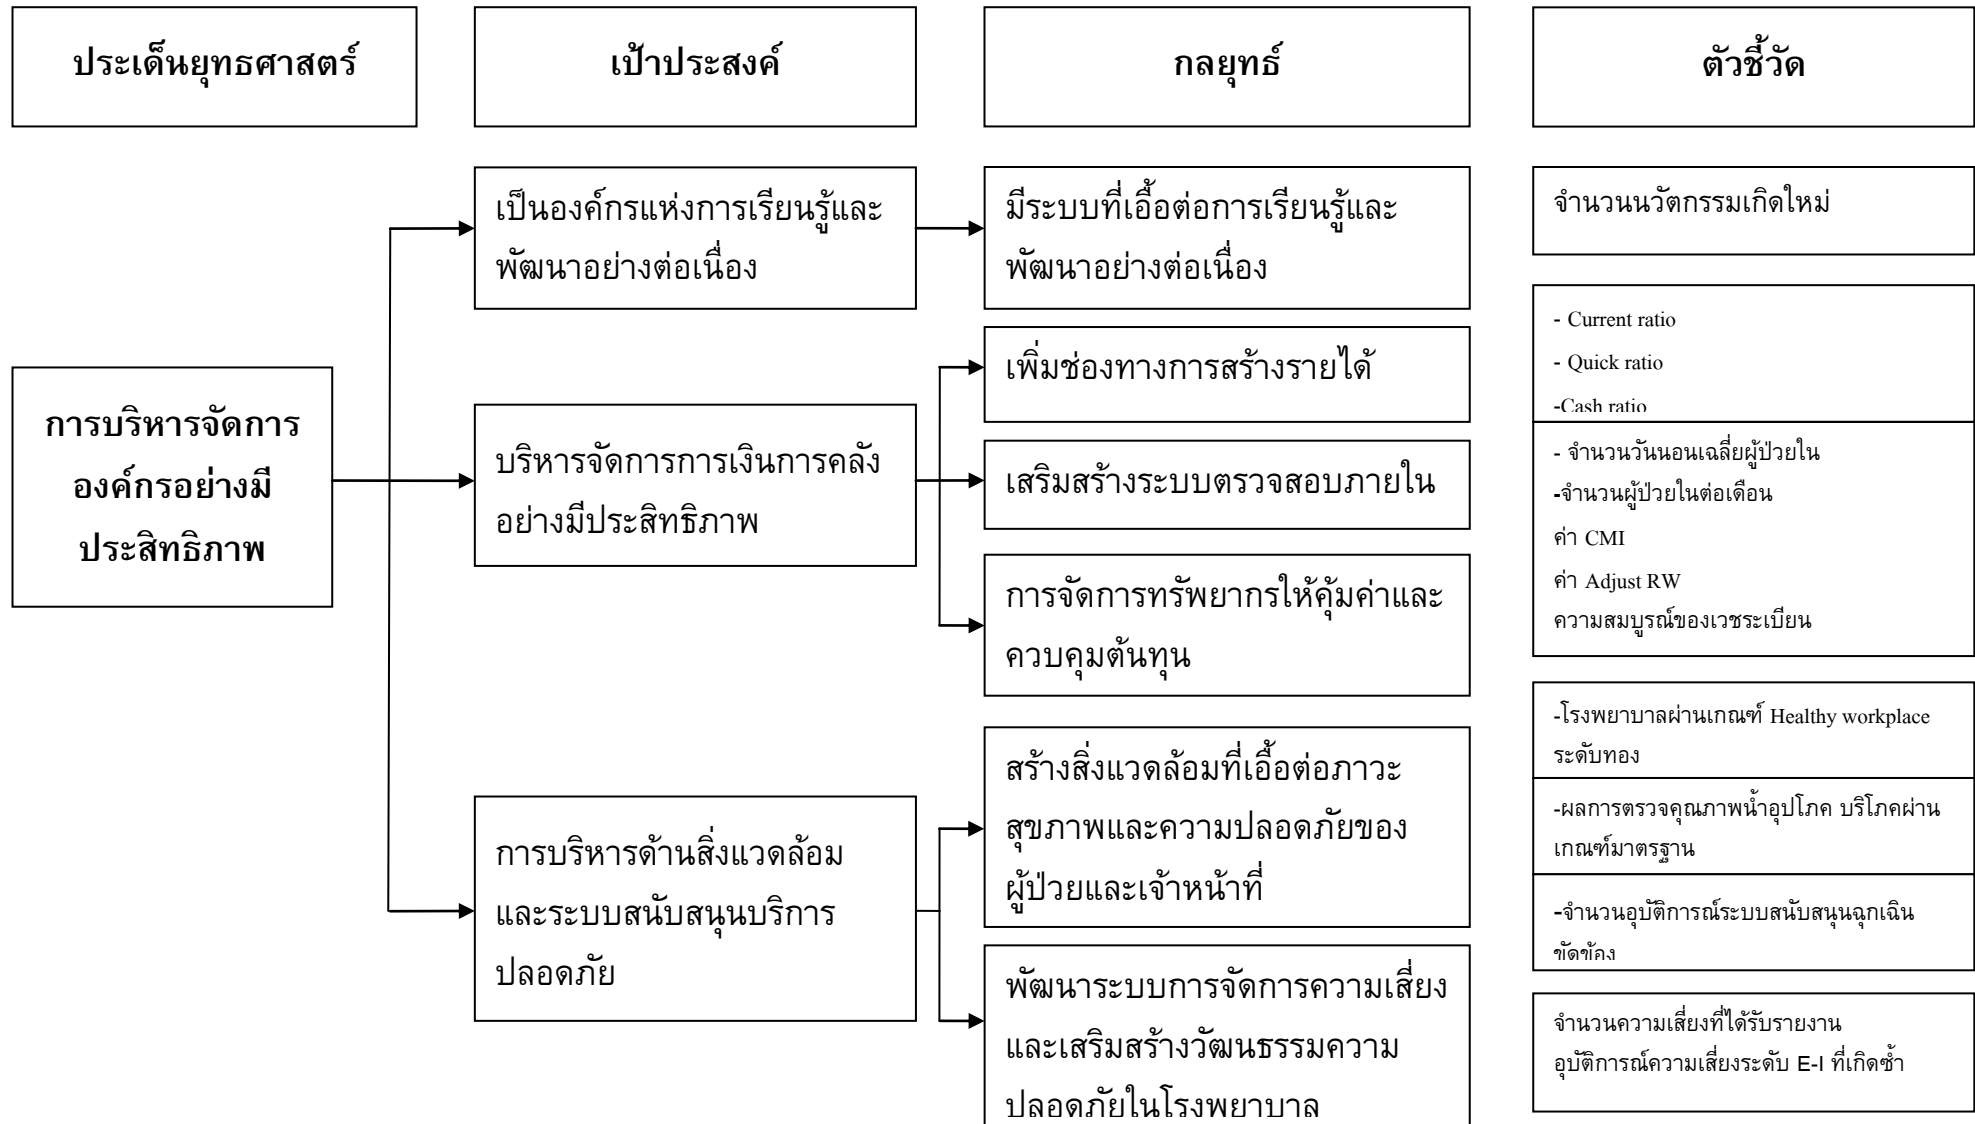 ประเด็นยุทธศาสตร์
เป้าประสงค์
กลยุทธ์
ตัวชี้วัด
การบริหารจัดการ
องค์กรอย่างมี
ประสิทธิภาพ
เป็นองค์กรแห่งการเรียนรู้และ
พัฒนาอย่างต่อเนื่อง
มีระบบที่เอื้อต่อการเรียนรู้และ
พัฒนาอย่างต่อเนื่อง
จำนวนนวัตกรรมเกิดใหม่
บริหารจัดการการเงินการคลัง
อย่างมีประสิทธิภาพ
เพิ่มช่องทางการสร้างรายได้
เสริมสร้างระบบตรวจสอบภายใน
การจัดการทรัพยากรให้คุ้มค่าและ
ควบคุมต้นทุน
- Current ratio
- Quick ratio
-Cash ratio
- จำนวนวันนอนเฉลี่ยผู้ป่วยใน
-จำนวนผู้ป่วยในต่อเดือน
ค่า CMI
ค่า Adjust RW
ความสมบูรณ์ของเวชระเบียน
การบริหารด้านสิ่งแวดล้อม
และระบบสนับสนุนบริการ
ปลอดภัย
สร้างสิ่งแวดล้อมที่เอื้อต่อภาวะ
สุขภาพและความปลอดภัยของ
ผู้ป่วยและเจ้าหน้าที่
พัฒนาระบบการจัดการความเสี่ยง
และเสริมสร้างวัฒนธรรมความ
ปลอดภัยในโรงพยาบาล
-โรงพยาบาลผ่านเกณฑ์ Healthy workplace
ระดับทอง
-ผลการตรวจคุณภาพน้ำอุปโภค บริโภคผ่าน
เกณฑ์มาตรฐาน
-จำนวนอุบัติการณ์ระบบสนับสนุนฉุกเฉิน
ขัดข้อง
จำนวนความเสี่ยงที่ได้รับรายงาน
อุบัติการณ์ความเสี่ยงระดับ E-I ที่เกิดซ้ำ